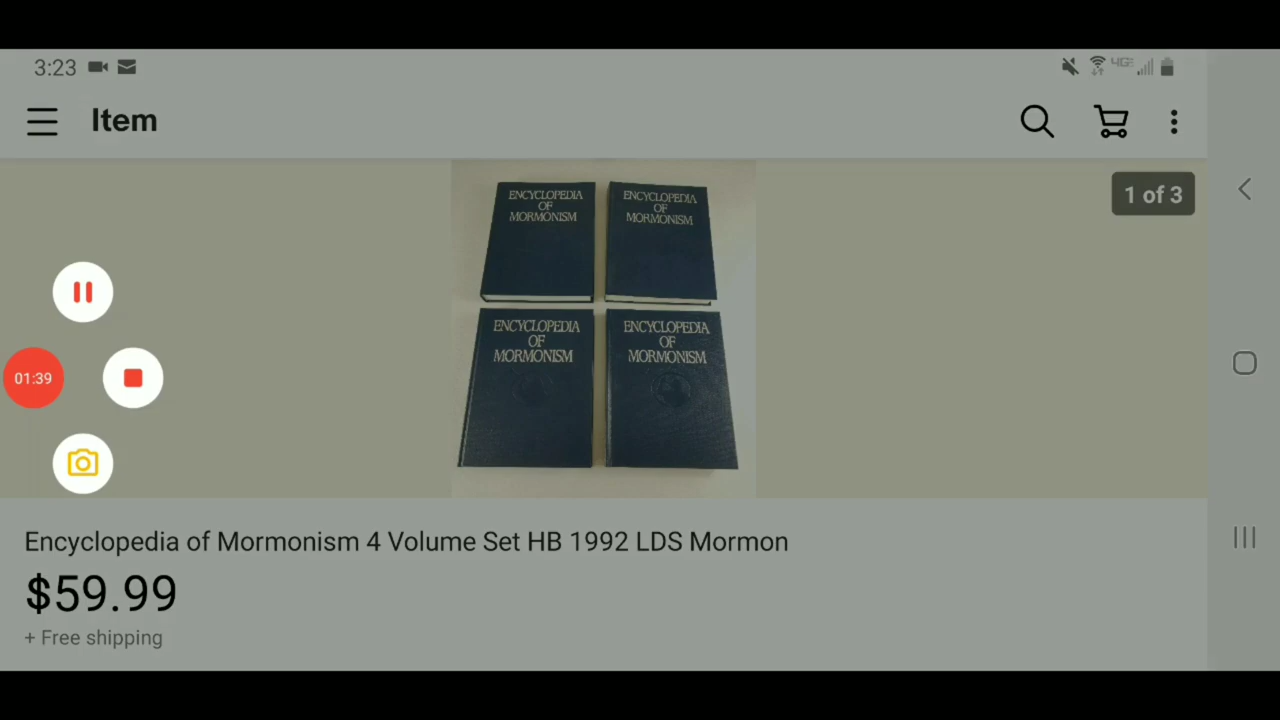 3:23
4GE
Item
1 of 3
ENCYCLOPEDIA
OF
MORMONISM
ENCYCLOPEDIA
OF
MORMONISM
ENCYCLOPEDIA
OF
MORMONISM
ENCYCLOPEDIA
OF
MORMONISM
01:39
Encyclopedia of Mormonism 4 Volume Set HB 1992 LDS Mormon
$59.99
+ Free shipping